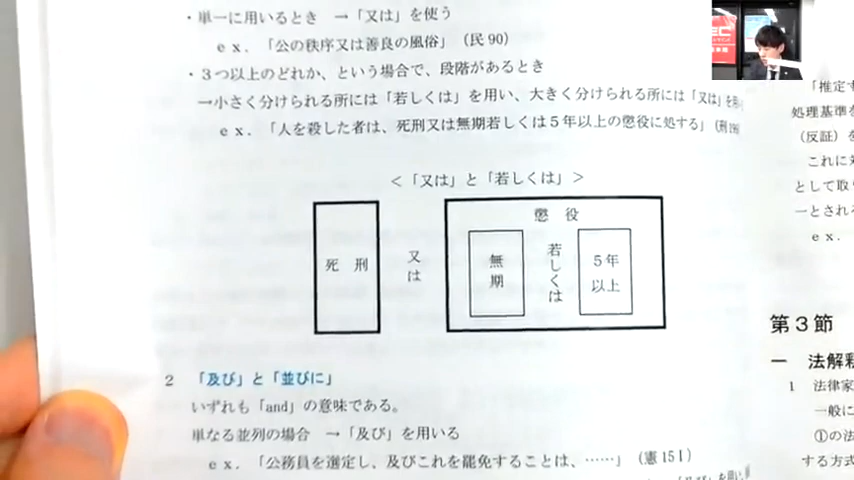 ・単一に用いるとき →「又は」を使う
ex.「公の秩序又は善良の風俗」(民90)
・3つ以上のどれか、という場合で、段階があるとき
→小さく分けられる所には「若しくは」を用い、大きく分けられる所には「又は」を
ex.「人を殺した者は、死刑又は無期若しくは5年以上の懲役に処する」(刑
<「又は」と「若しくは」>
死 刑
又は
懲 役
無期
若しくは
5年以上
2 「及び」と「並びに」
いずれも「and」の意味である。
単なる並列の場合 →「及び」を用いる
ex.「公務員を選定し、及びこれを罷免することは、……」(憲15Ⅰ)
「推定す
処理基準を
(反証)を
これに対
として取り
ーとされ
ex.
第3節
一 法解釈
1 法律家
一般に
①の法
する方式